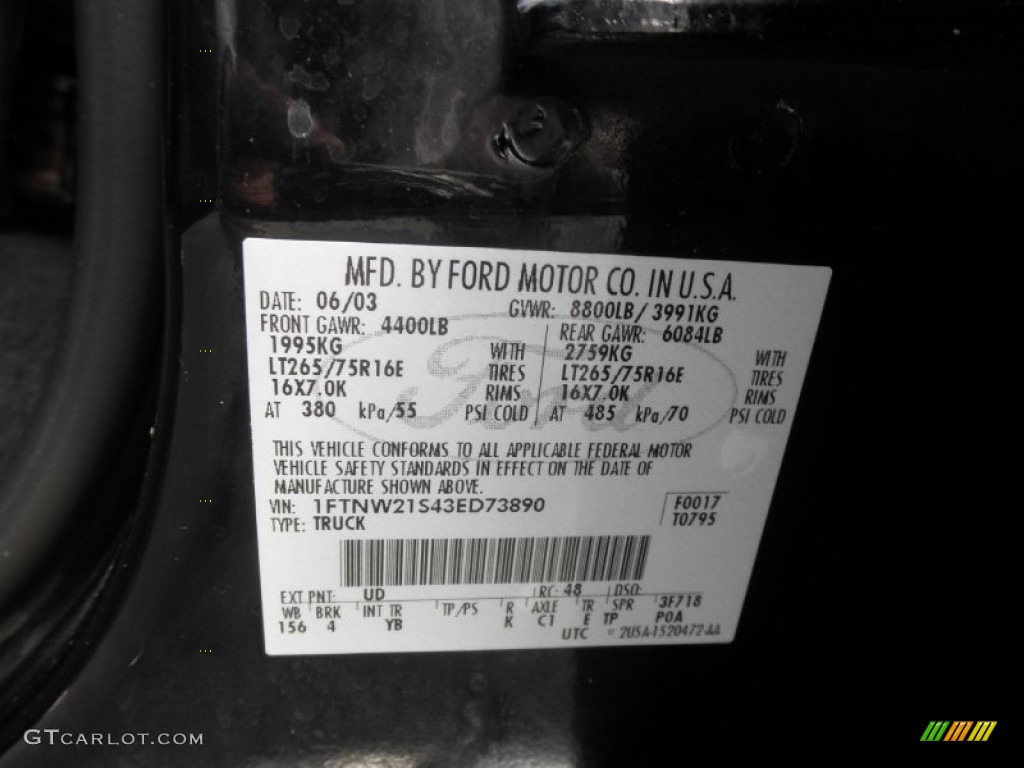 MFD. BY FORD MOTOR CO. IN U.S.A.
DATE: 06/03 GVWR: 8800LB/3991KG
FRONT GAWR: 4400LB REAR GAWR: 6084LB
1995KG WITH 2759KG WITH
LT265/75R16E TIRES LT265/75R16E TIRES
16X7.0K RIMS 16X7.0K RIMS
AT 380 kPa/55 PSI COLD AT 485 kPa/70 PSI COLD
Ford
THIS VEHICLE CONFORMS TO ALL APPLICABLE FEDERAL MOTOR
VEHICLE SAFETY STANDARDS IN EFFECT ON THE DATE OF
MANUFACTURE SHOWN ABOVE.
VIN: 1FTNW21S43ED73890 F0017
TYPE: TRUCK T0795
EXT PNT: UD RC: 48 DSO:
WB BRK INT TR TP/PS R AXLE TR SPR 3F718
156 4 YB K C1 E TP P0A
UTC ©2U5A-1520472-AA
GTCARLOT.COM